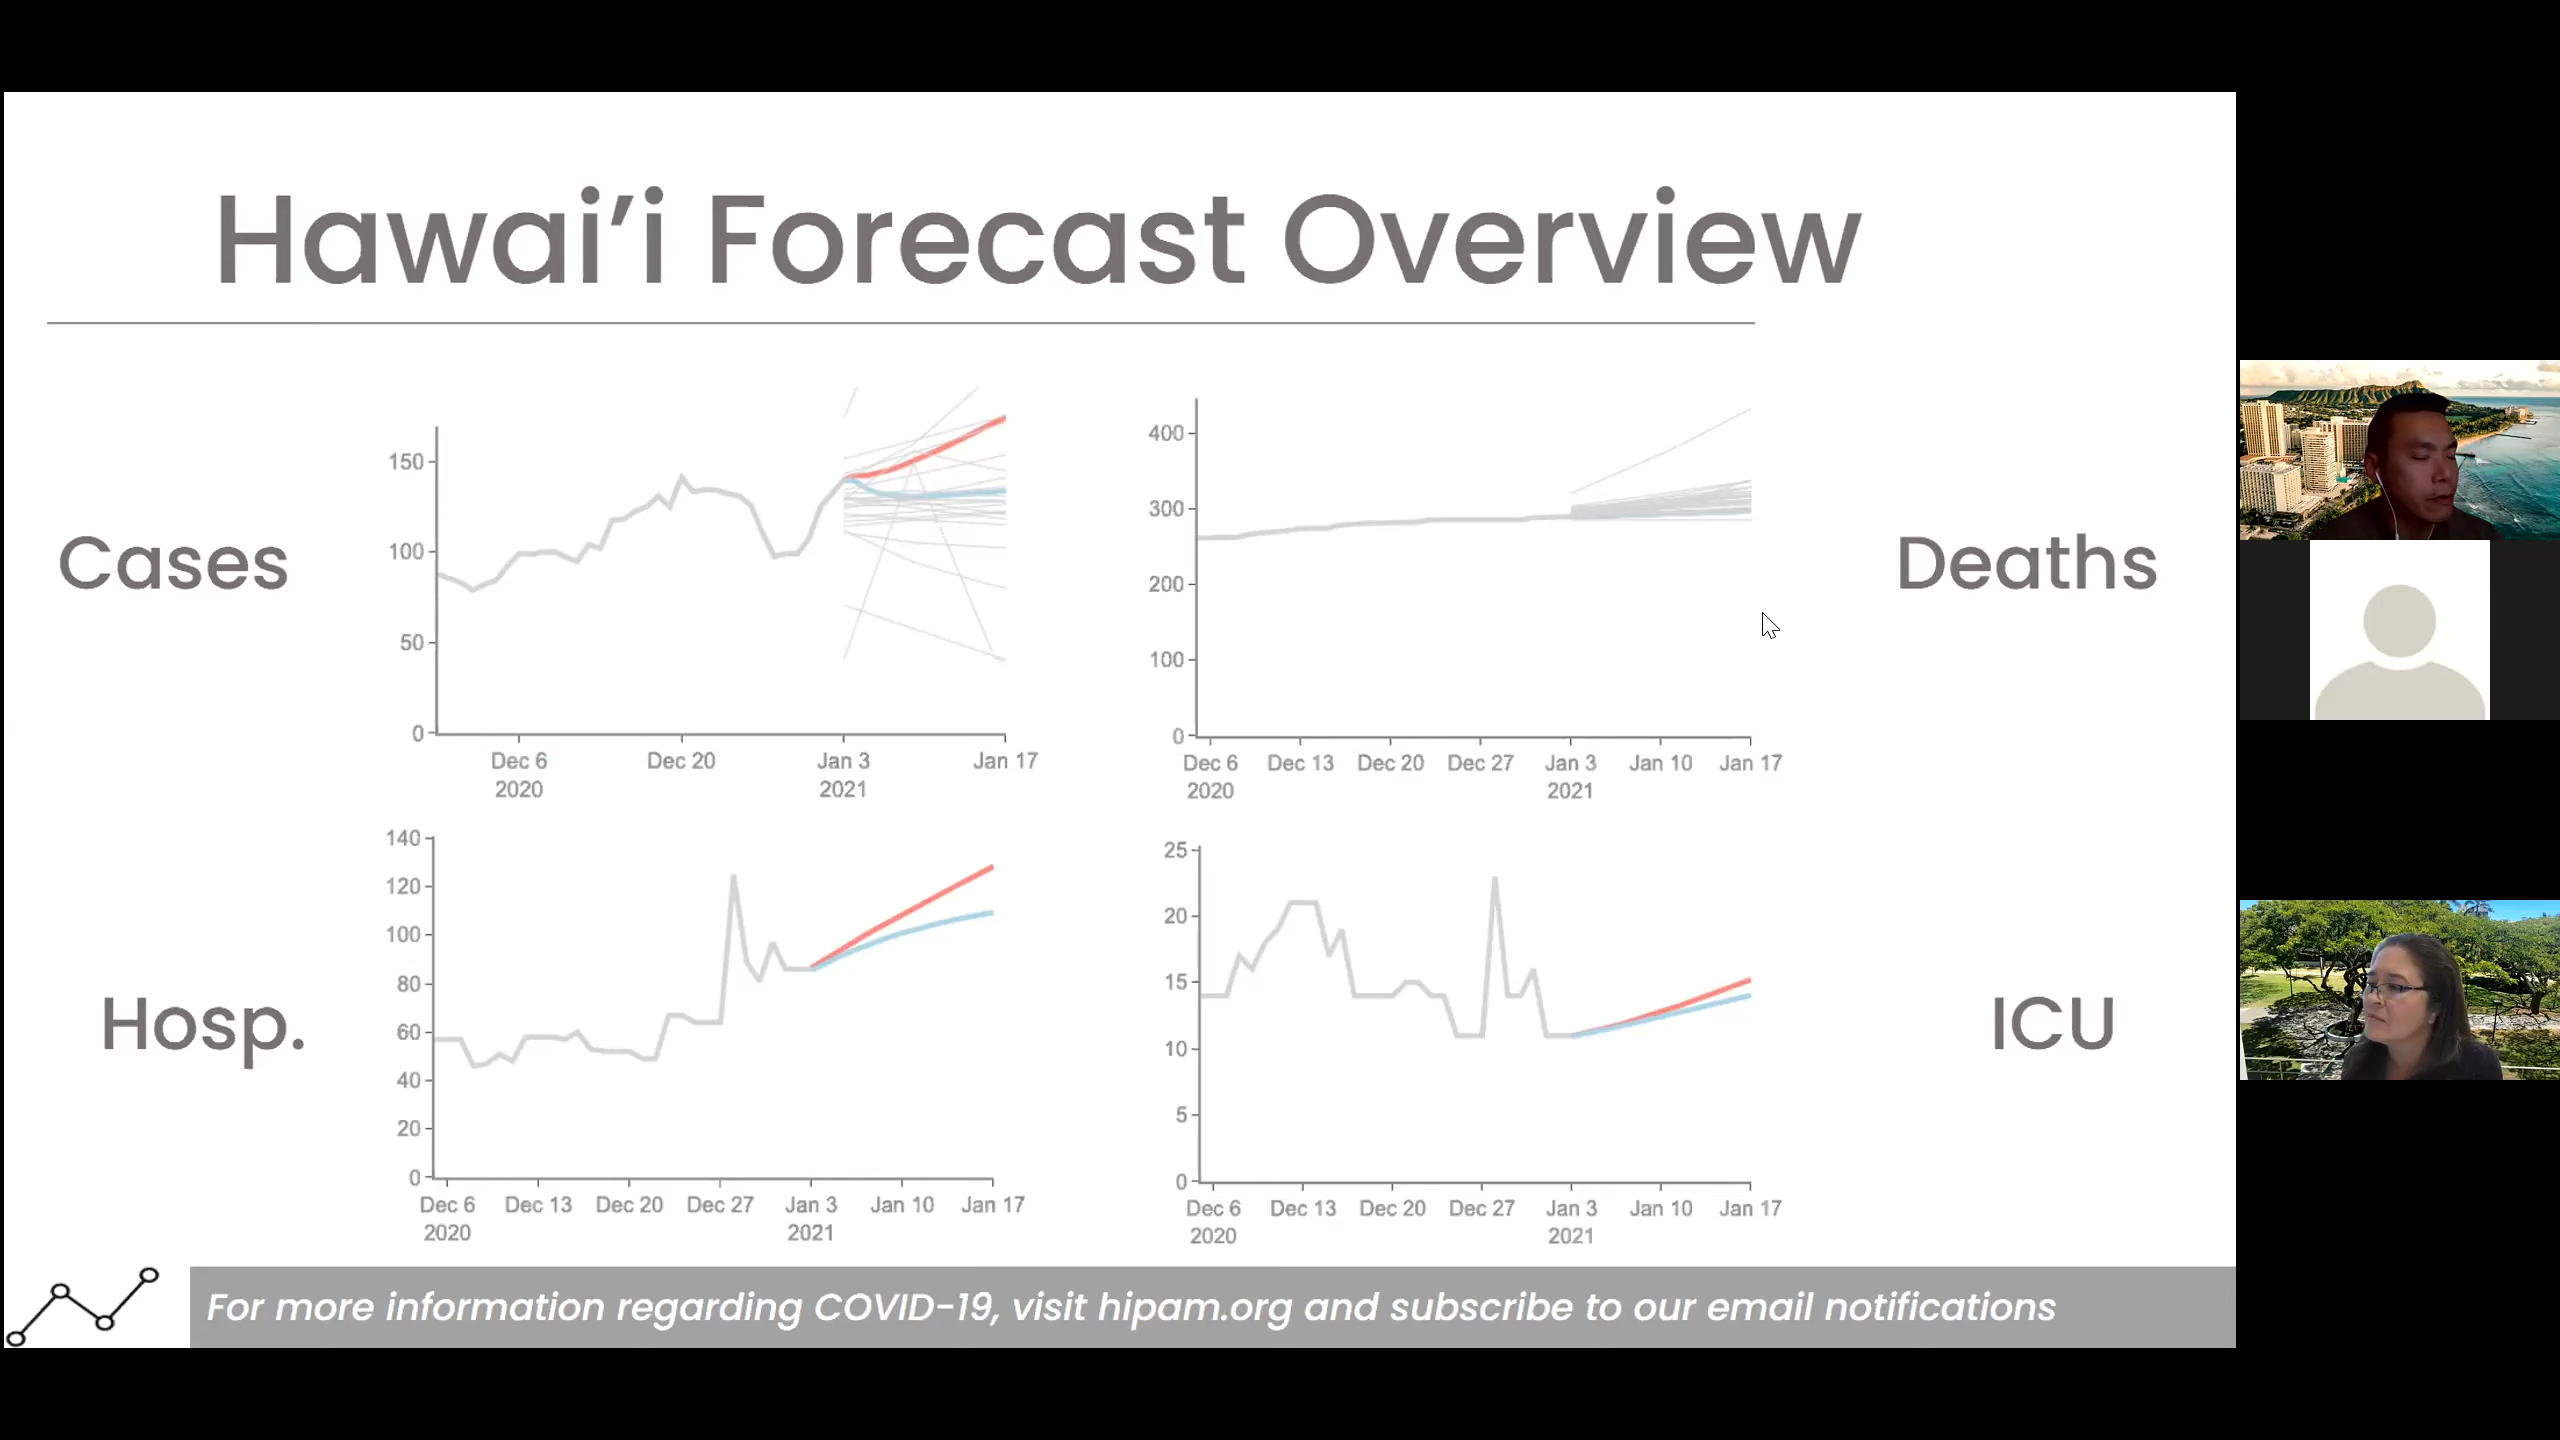 Hawai’i Forecast Overview
Cases
150
100
50
0
Dec 6 Dec 20 Jan 3 Jan 17
2020 2021
400
300
200
100
0
Dec 6 Dec 13 Dec 20 Dec 27 Jan 3 Jan 10 Jan 17
2020 2021
Deaths
Hosp.
140
120
100
80
60
40
20
0
Dec 6 Dec 13 Dec 20 Dec 27 Jan 3 Jan 10 Jan 17
2020 2021
25
20
15
10
5
0
Dec 6 Dec 13 Dec 20 Dec 27 Jan 3 Jan 10 Jan 17
2020 2021
ICU
For more information regarding COVID-19, visit hipam.org and subscribe to our email notifications